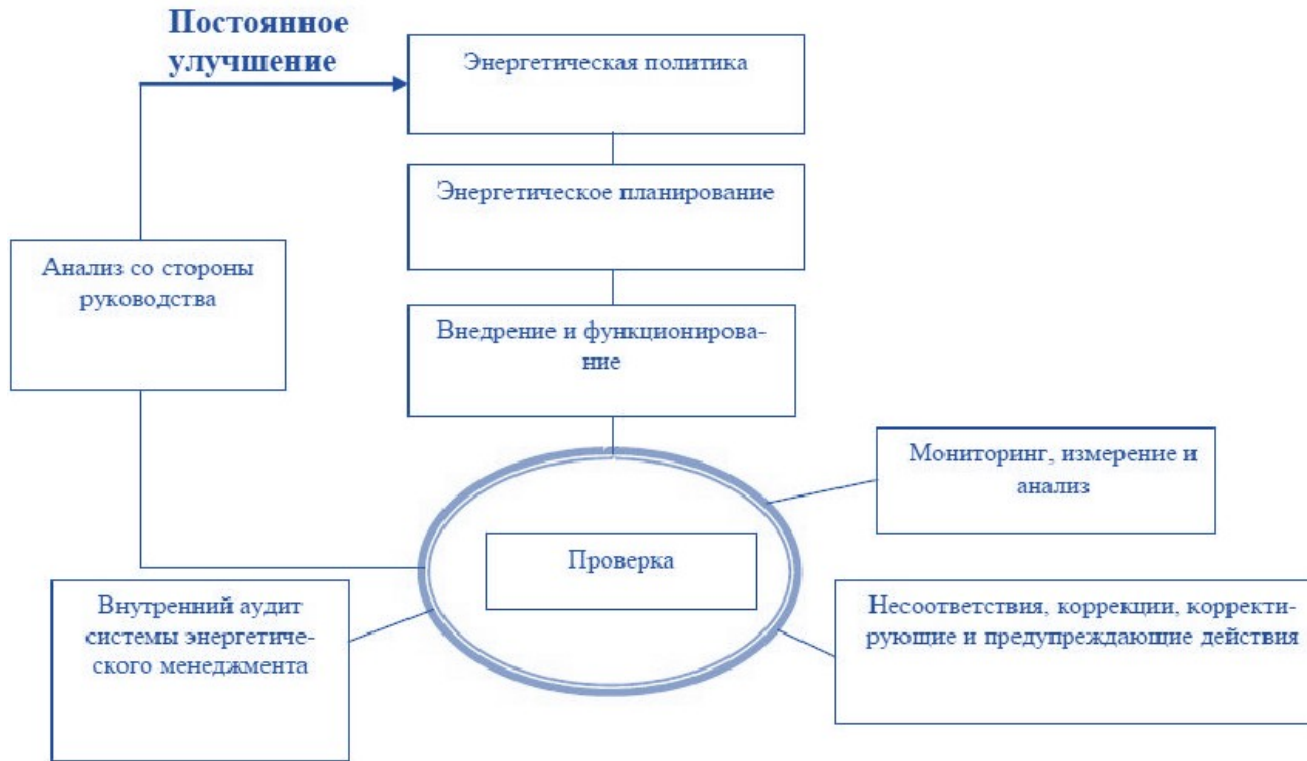 Постоянное
улучшение
Энергетическая политика
Энергетическое планирование
Анализ со стороны
руководства
Внедрение и функционирова-
ние
Мониторинг, измерение и
анализ
Проверка
Внутренний аудит
системы энергетиче-
ского менеджмента
Несоответствия, коррекции, корректи-
рующие и предупреждающие действия